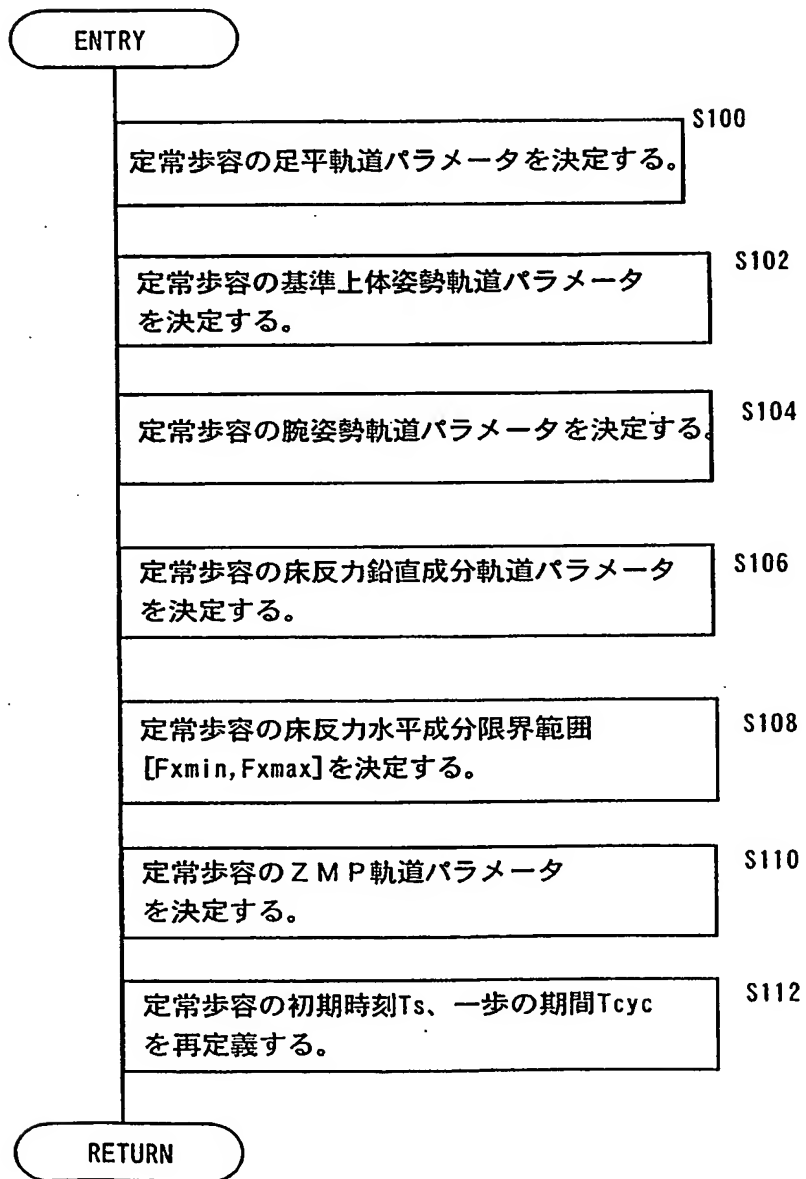 ENTRY
S100
定常歩容の足平軌道パラメータを決定する。
S102
定常歩容の基準上体姿勢軌道パラメータ
を決定する。
S104
定常歩容の腕姿勢軌道パラメータを決定する。
S106
定常歩容の床反力鉛直成分軌道パラメータ
を決定する。
S108
定常歩容の床反力水平成分限界範囲
[Fxmin,Fxmax]を決定する。
S110
定常歩容のZMP軌道パラメータ
を決定する。
S112
定常歩容の初期時刻Ts、一歩の期間Tcyc
を再定義する。
RETURN